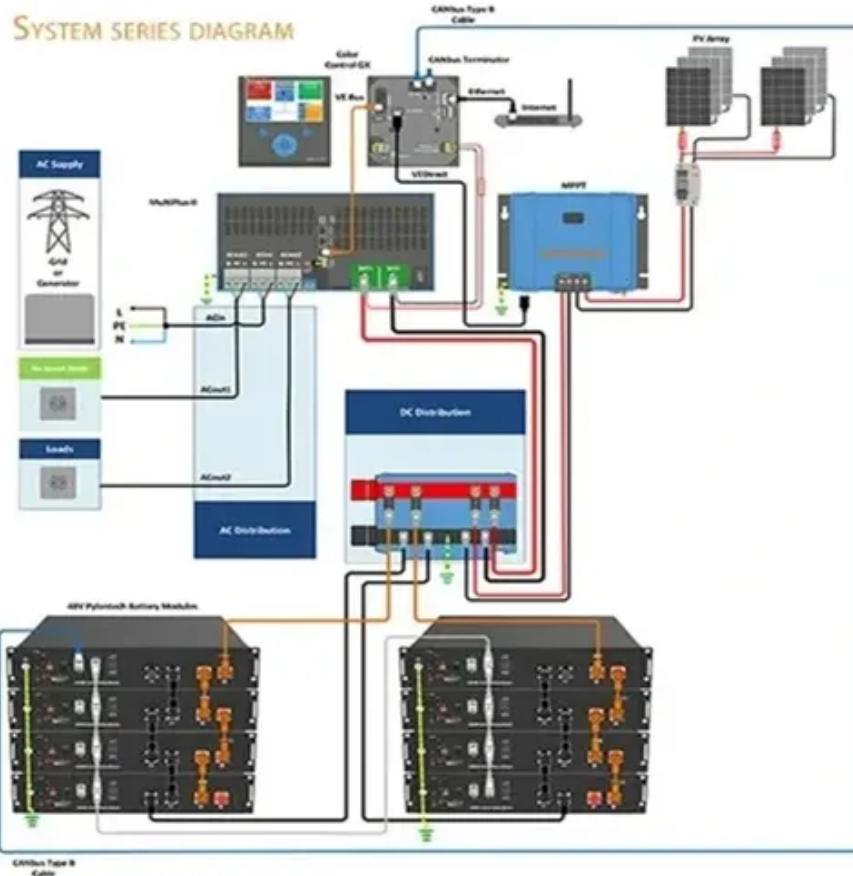 SYSTEM SERIES DIAGRAM
CANbus Type B
Cable
Color
Control GX
CANbus Terminator
PV Array
VE Bus
Ethernet
Internet
AC Supply
VEDirect
MPPT
MultiPlus-II
Grid
or
Generator
L
PE
N
ACin
ACout1
DC Distribution
Loads
ACout2
AC Distribution
48V Pylontech Battery Modules
CANbus Type B
Cable